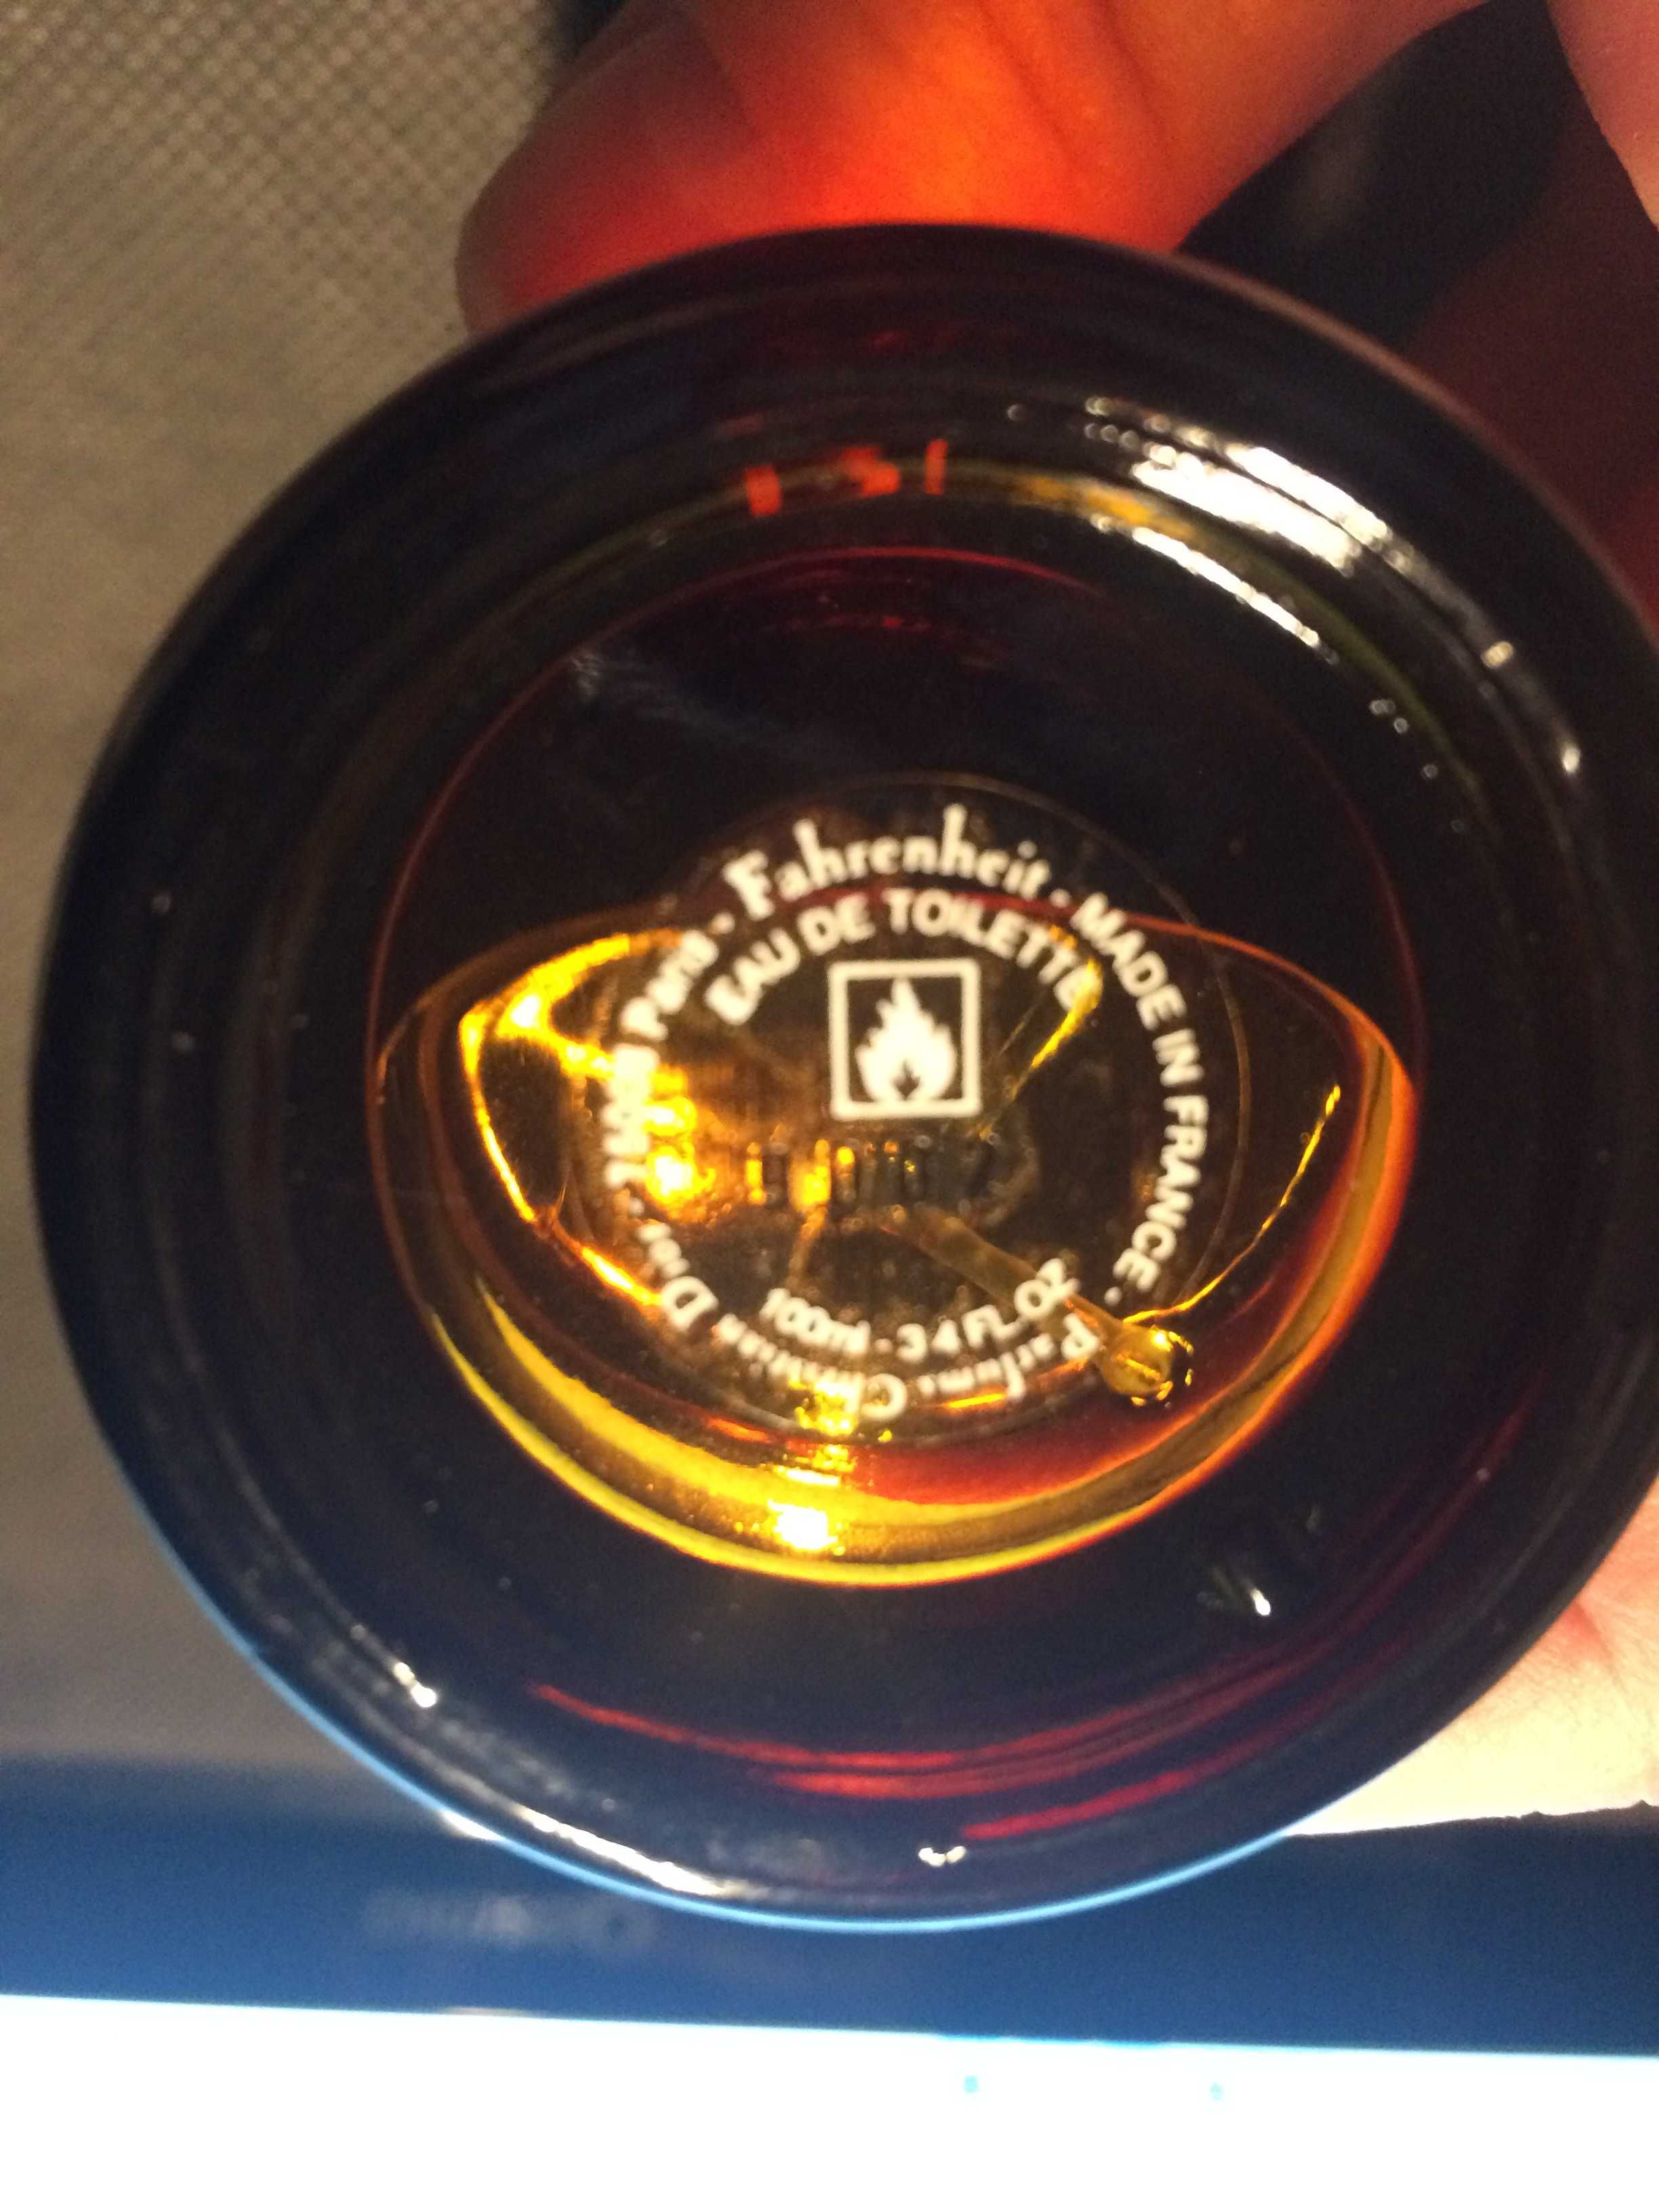 Fahrenheit - MADE IN FRANCE -
Parfums Christian Dior - Paris -
EAU DE TOILETTE
100ml - 3.4 FL.OZ